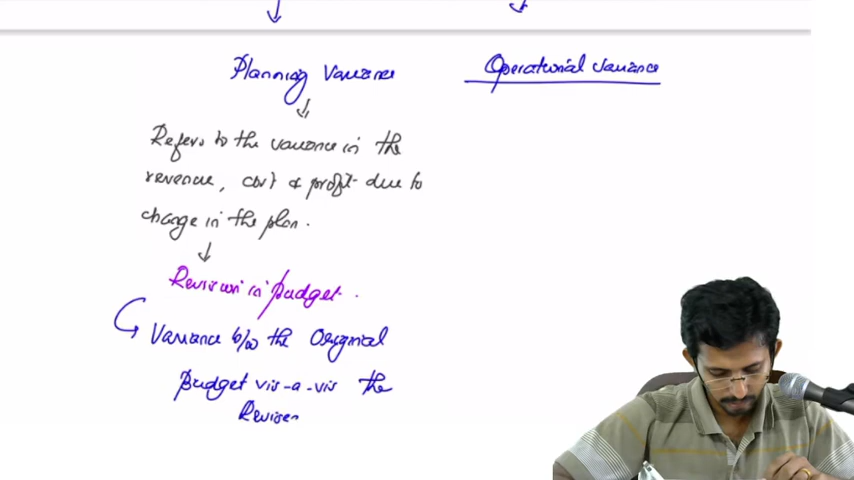 Planning Variance
Operational Variance
Refers to the variance in the
revenue, cost & profit due to
change in the plan.
Revision in budget.
Variance b/w the Original
budget vis-a-vis the
Revised